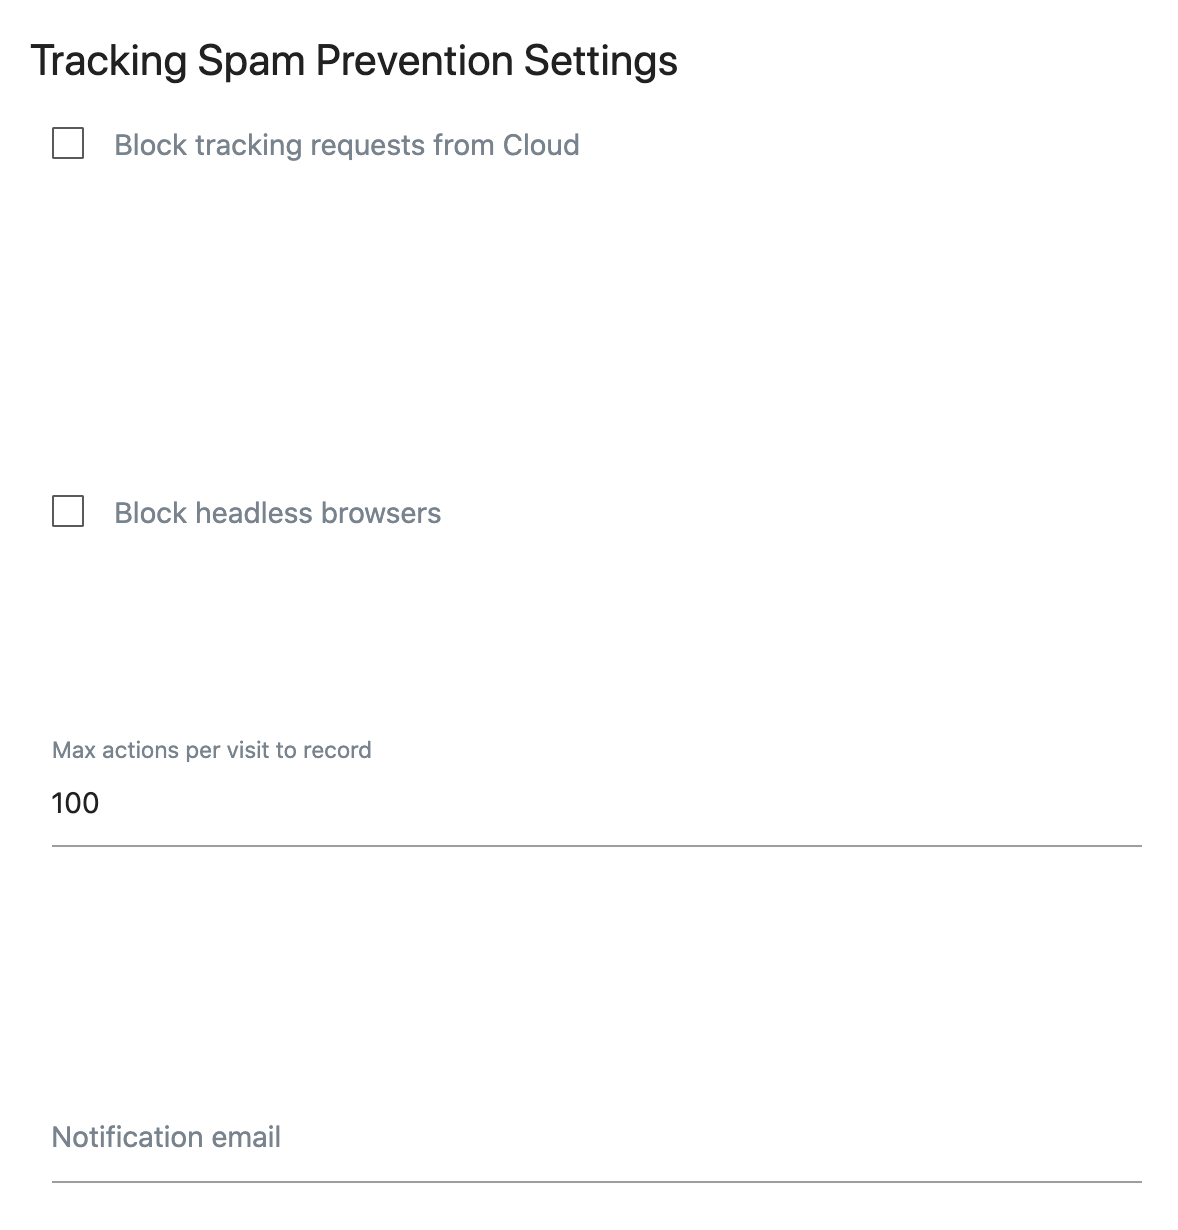 Tracking Spam Prevention Settings
Block tracking requests from Cloud
Block headless browsers
Max actions per visit to record
100
Notification email